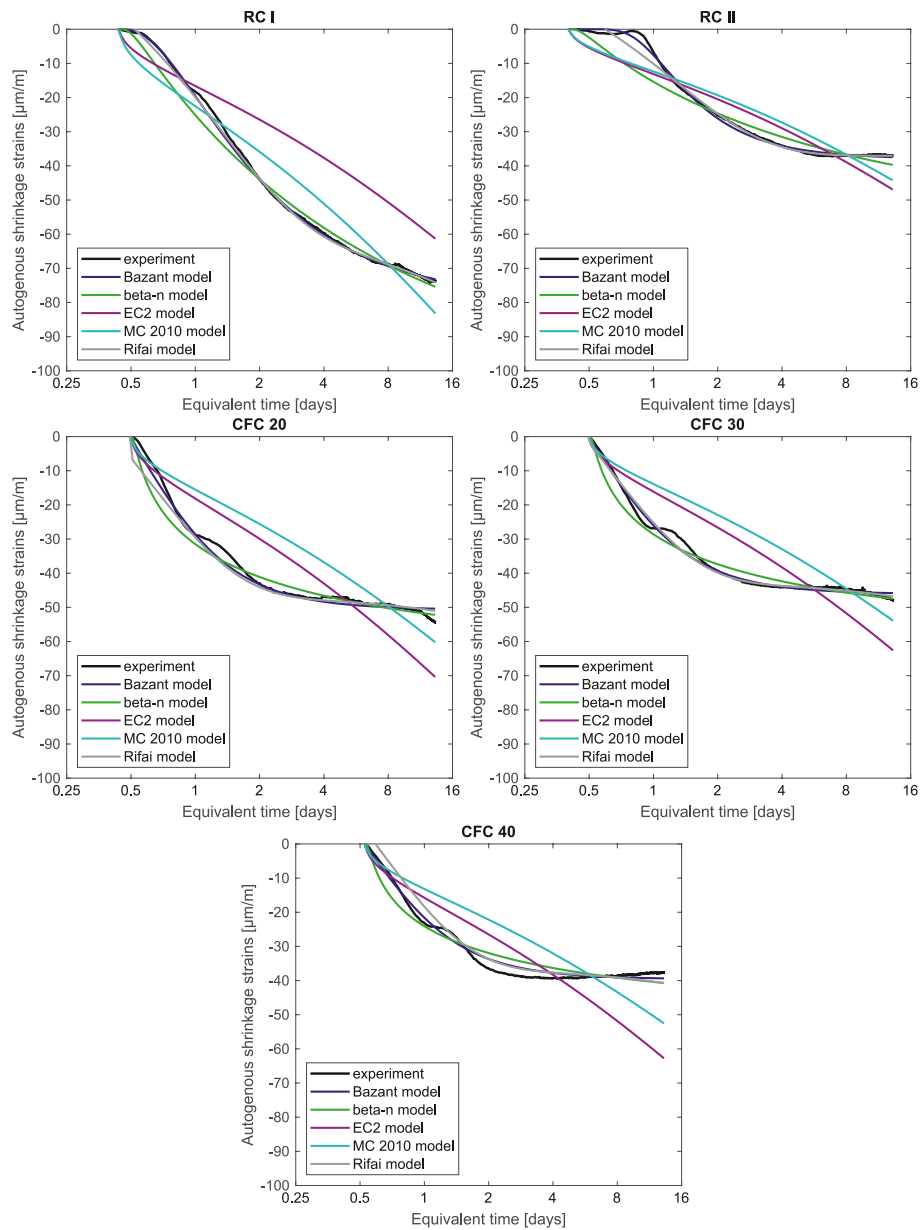 RC I
0
-10
-20
-30
-40
-50
-60
-70
-80
-90
-100
Autogenous shrinkage strains [µm/m]
experiment
Bazant model
beta-n model
EC2 model
MC 2010 model
Rifai model
0.25 0.5 1 2 4 8 16
Equivalent time [days]
RC II
0
-10
-20
-30
-40
-50
-60
-70
-80
-90
-100
Autogenous shrinkage strains [µm/m]
experiment
Bazant model
beta-n model
EC2 model
MC 2010 model
Rifai model
0.25 0.5 1 2 4 8 16
Equivalent time [days]
CFC 20
0
-10
-20
-30
-40
-50
-60
-70
-80
-90
-100
Autogenous shrinkage strains [µm/m]
experiment
Bazant model
beta-n model
EC2 model
MC 2010 model
Rifai model
0.25 0.5 1 2 4 8 16
Equivalent time [days]
CFC 30
0
-10
-20
-30
-40
-50
-60
-70
-80
-90
-100
Autogenous shrinkage strains [µm/m]
experiment
Bazant model
beta-n model
EC2 model
MC 2010 model
Rifai model
0.25 0.5 1 2 4 8 16
Equivalent time [days]
CFC 40
0
-10
-20
-30
-40
-50
-60
-70
-80
-90
-100
Autogenous shrinkage strains [µm/m]
experiment
Bazant model
beta-n model
EC2 model
MC 2010 model
Rifai model
0.25 0.5 1 2 4 8 16
Equivalent time [days]